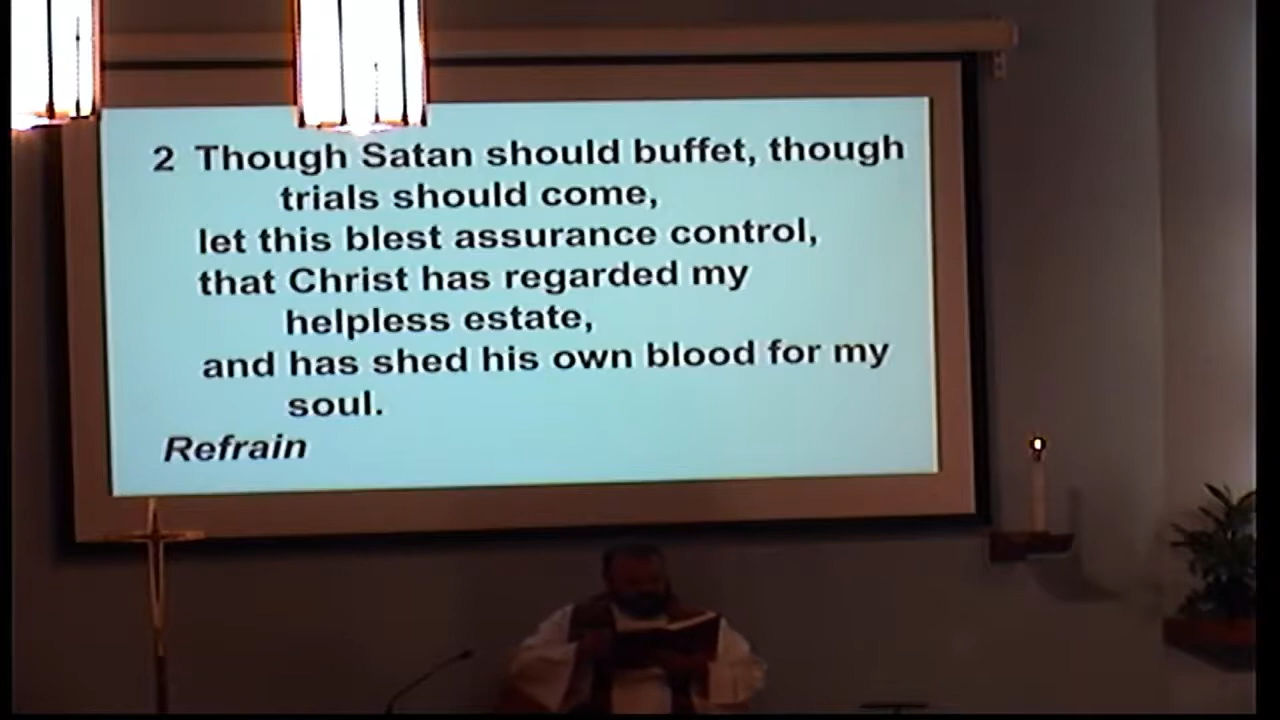 2 Though Satan should buffet, though
trials should come,
let this blest assurance control,
that Christ has regarded my
helpless estate,
and has shed his own blood for my
soul.
Refrain